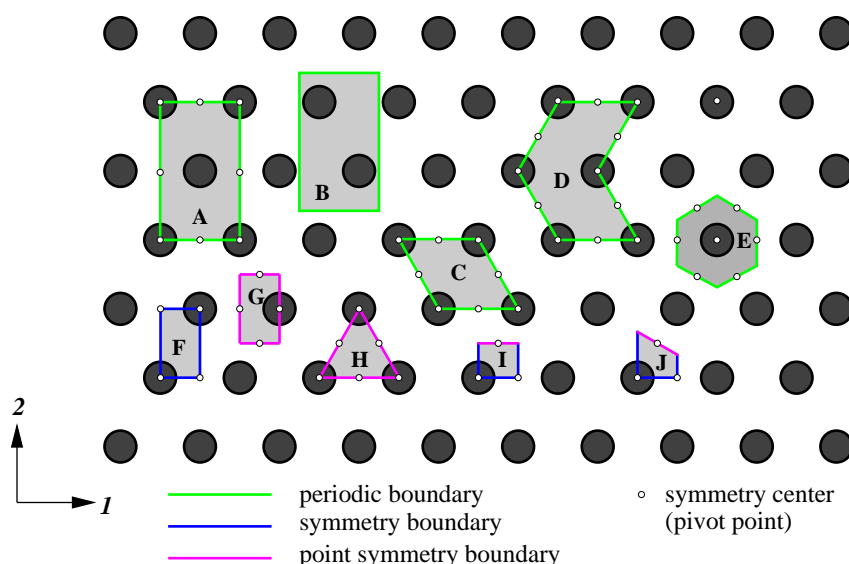 A
B
D
E
C
G
F
H
I
J
2
1
periodic boundary
symmetry boundary
point symmetry boundary
symmetry center
(pivot point)